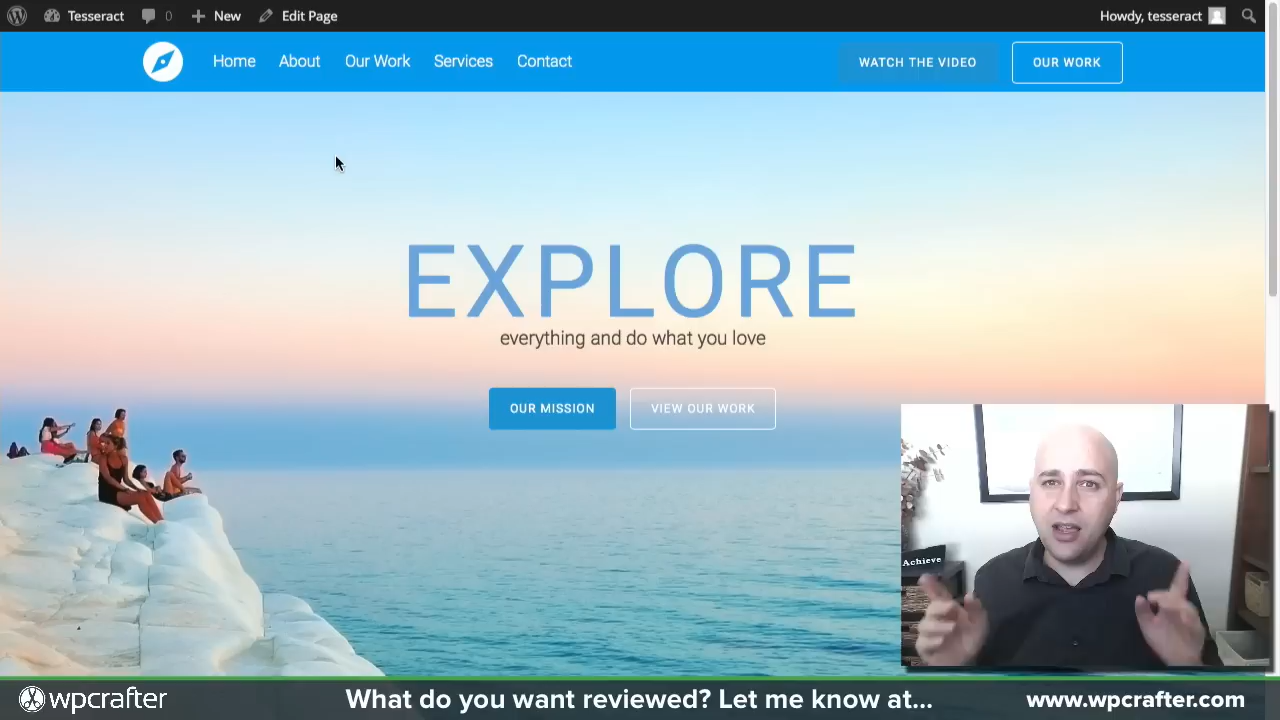 Tesseract 0 New Edit Page Howdy, tesseract
Home About Our Work Services Contact WATCH THE VIDEO OUR WORK
EXPLORE
everything and do what you love
OUR MISSION VIEW OUR WORK
Achieve
wpcrafter What do you want reviewed? Let me know at... www.wpcrafter.com